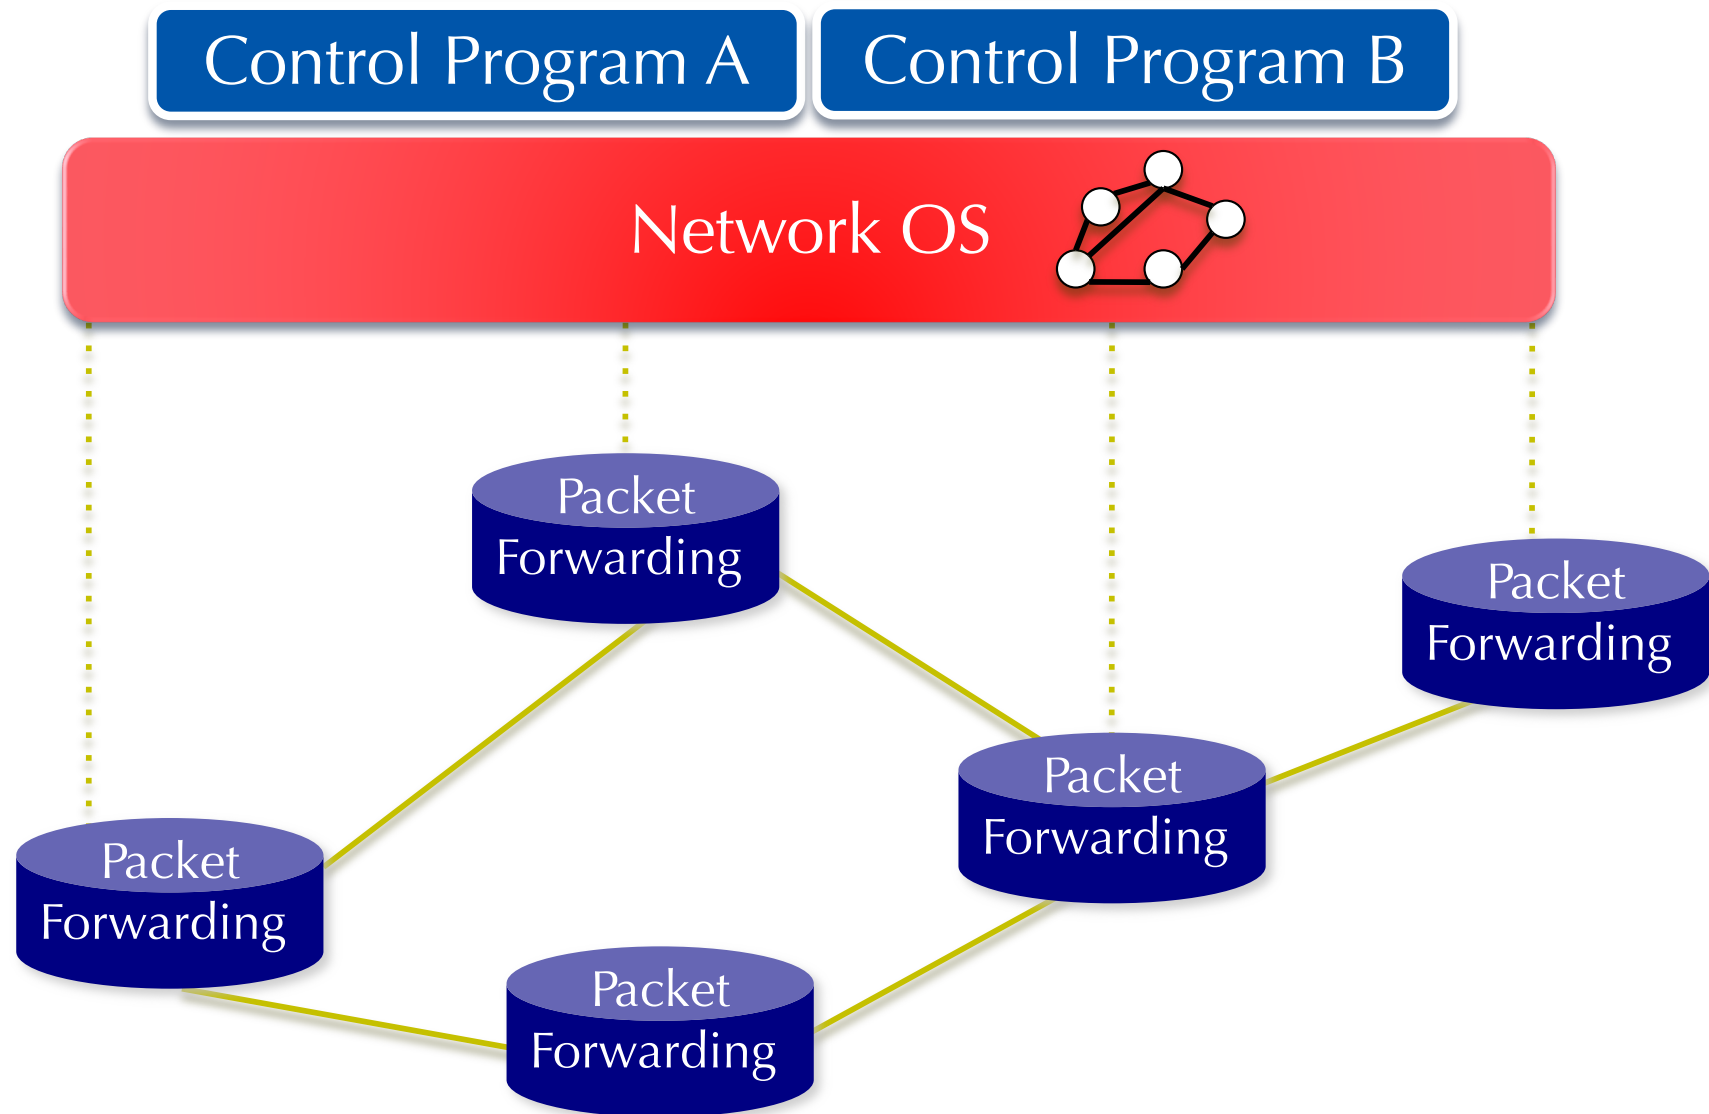 Control Program A
Control Program B
Network OS
Packet
Forwarding
Packet
Forwarding
Packet
Forwarding
Packet
Forwarding
Packet
Forwarding